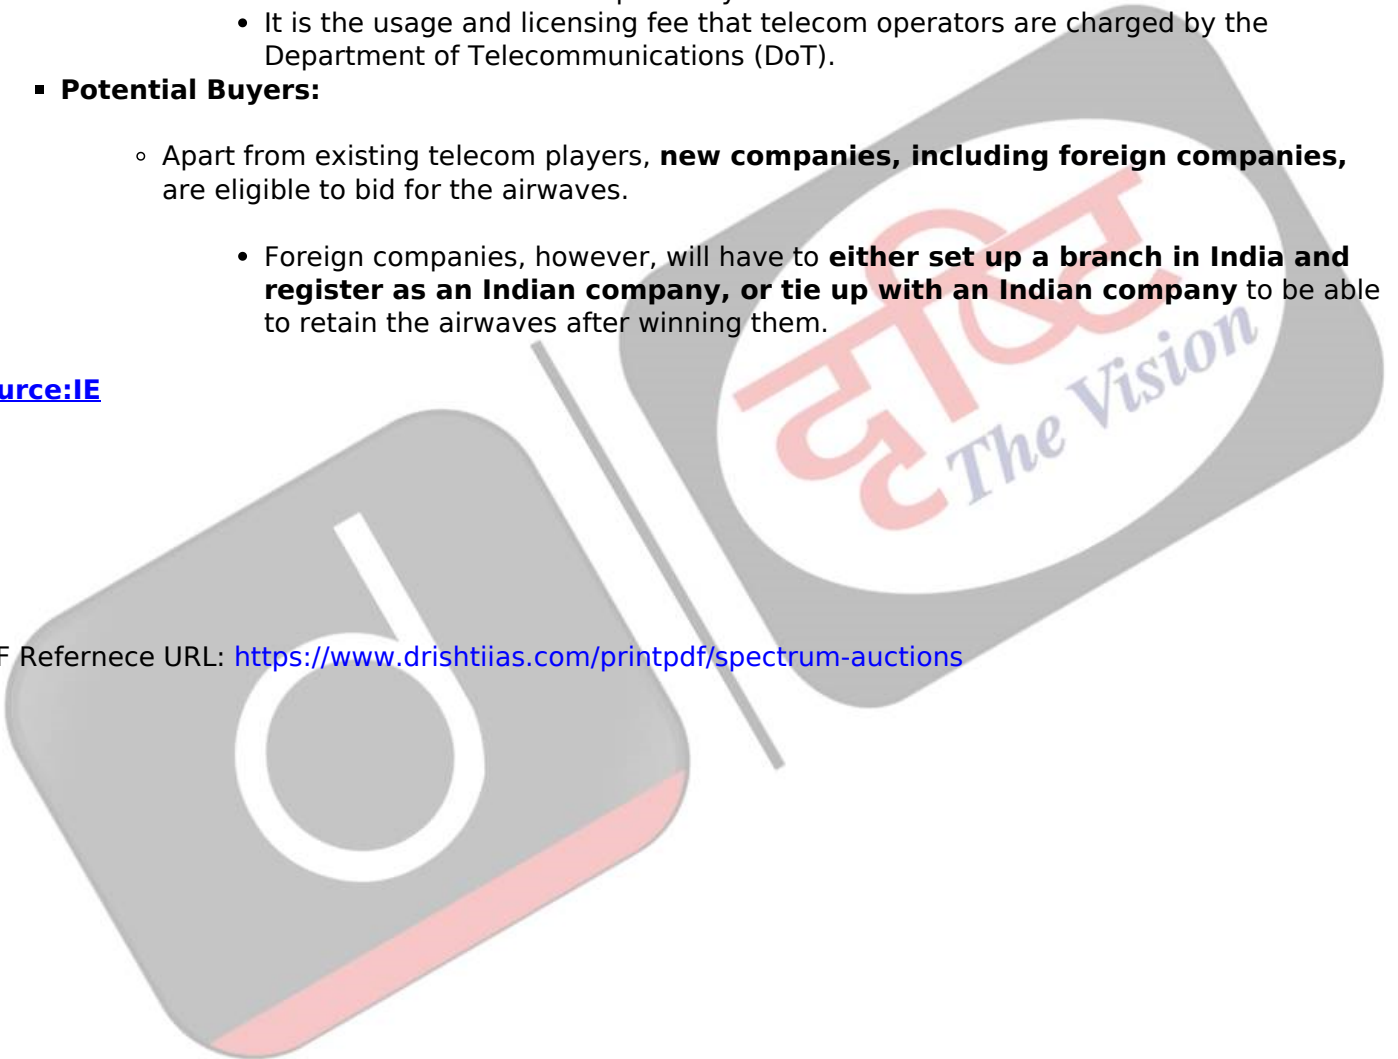 It is the usage and licensing fee that telecom operators are charged by the
Department of Telecommunications (DoT).
Potential Buyers:
Apart from existing telecom players, new companies, including foreign companies,
are eligible to bid for the airwaves.
Foreign companies, however, will have to either set up a branch in India and
register as an Indian company, or tie up with an Indian company to be able
to retain the airwaves after winning them.
urce:IE
दृष्टि
The Vision
d
F Refernece URL: https://www.drishtiias.com/printpdf/spectrum-auctions